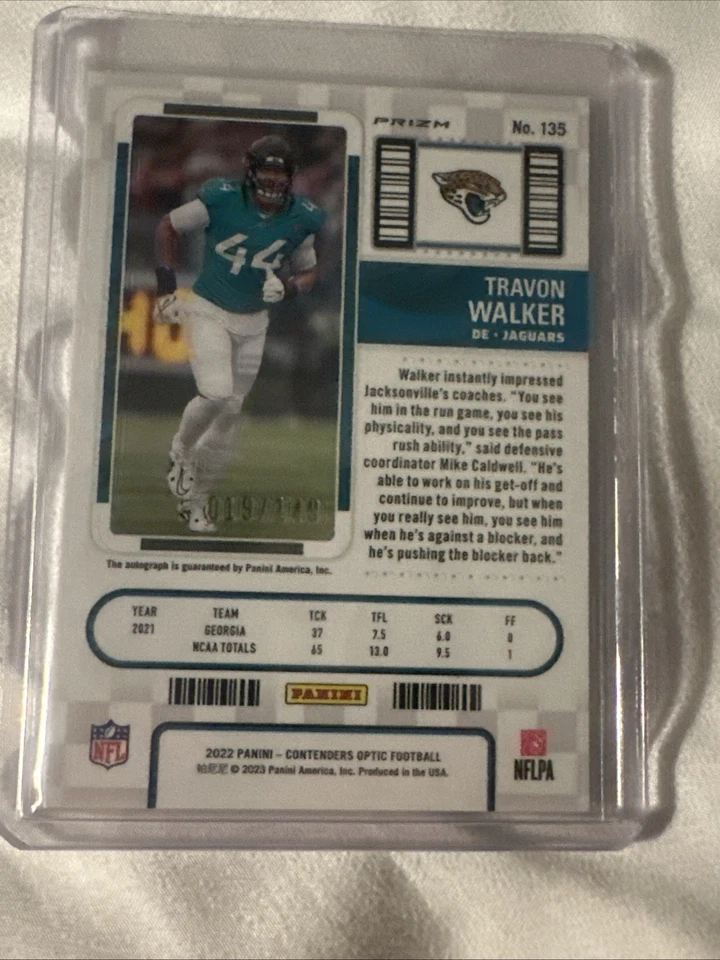 PRIZM
No. 135
44
44
TRAVON
WALKER
DE • JAGUARS
Walker instantly impressed
Jacksonville's coaches. "You see
him in the run game, you see his
physicality, and you see the pass
rush ability," said defensive
coordinator Mike Caldwell. "He's
able to work on his get-off and
continue to improve, but when
you really see him, you see him
when he's against a blocker, and
he's pushing the blocker back."
019/149
The autograph is guaranteed by Panini America, Inc.
YEAR TEAM TCK TFL SCK FF
2021 GEORGIA 37 7.5 6.0 0
NCAA TOTALS 65 13.0 9.5 1
PANINI
NFL
2022 PANINI – CONTENDERS OPTIC FOOTBALL
帕尼尼 © 2023 Panini America, Inc. Produced in the USA.
NFLPA